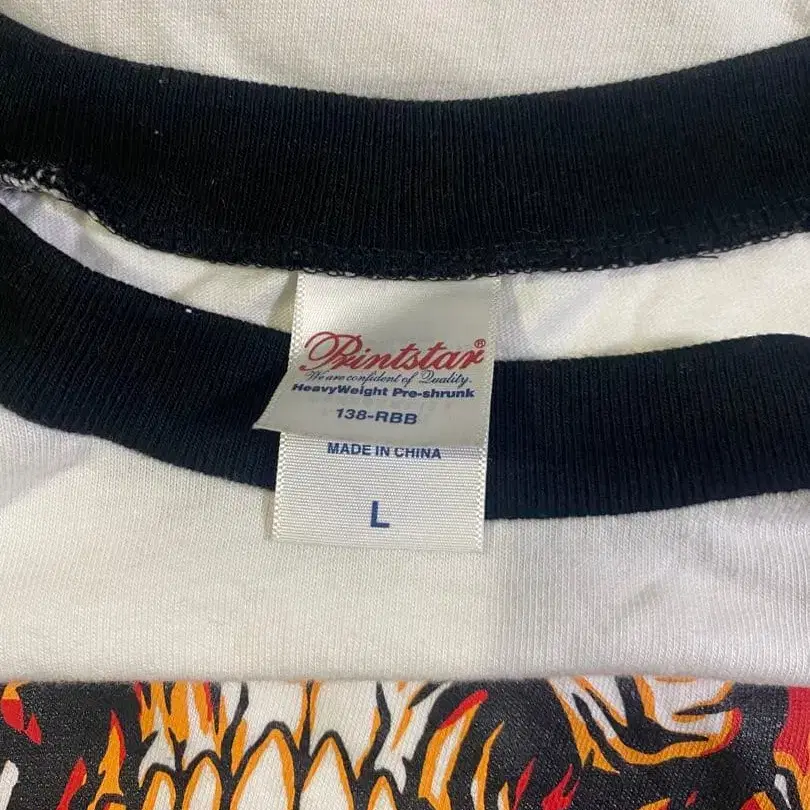 Printstar®
We are confident of Quality.
HeavyWeight Pre-shrunk
138-RBB
MADE IN CHINA
L